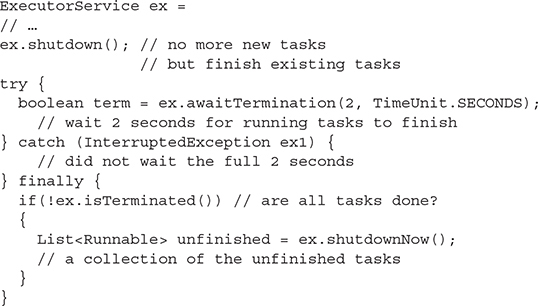 ExecutorService ex =
// …
ex.shutdown(); // no more new tasks
// but finish existing tasks
try {
boolean term = ex.awaitTermination(2, TimeUnit.SECONDS);
// wait 2 seconds for running tasks to finish
} catch (InterruptedException ex1) {
// did not wait the full 2 seconds
} finally {
if(!ex.isTerminated()) // are all tasks done?
{
List<Runnable> unfinished = ex.shutdownNow();
// a collection of the unfinished tasks
}
}